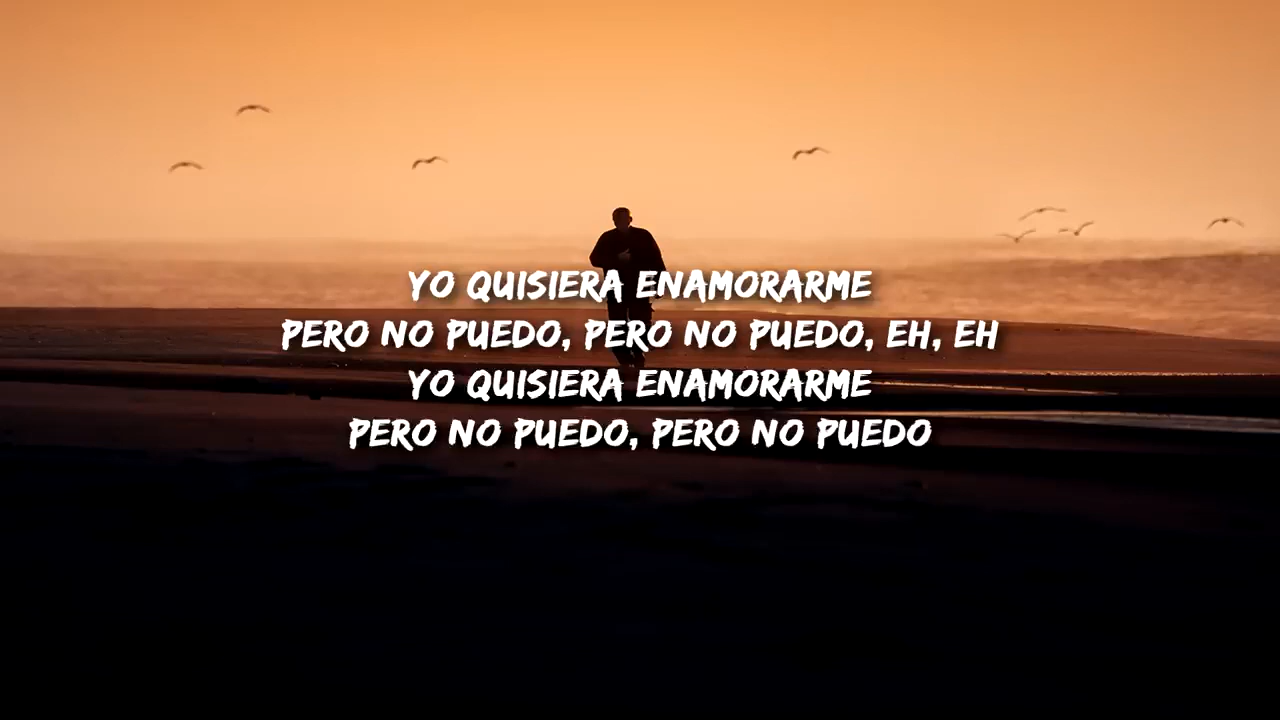 YO QUISIERA ENAMORARME
PERO NO PUEDO, PERO NO PUEDO, EH, EH
YO QUISIERA ENAMORARME
PERO NO PUEDO, PERO NO PUEDO